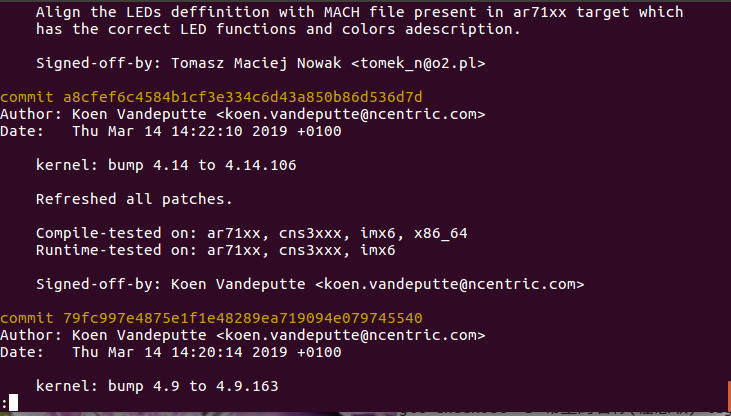 Align the LEDs deffinition with MACH file present in ar71xx target which
has the correct LED functions and colors adescription.
Signed-off-by: Tomasz Maciej Nowak <tomek_n@o2.pl>
commit a8cfef6c4584b1cf3e334c6d43a850b86d536d7d
Author: Koen Vandeputte <koen.vandeputte@ncentric.com>
Date:   Thu Mar 14 14:22:10 2019 +0100
kernel: bump 4.14 to 4.14.106
Refreshed all patches.
Compile-tested on: ar71xx, cns3xxx, imx6, x86_64
Runtime-tested on: ar71xx, cns3xxx, imx6
Signed-off-by: Koen Vandeputte <koen.vandeputte@ncentric.com>
commit 79fc997e4875e1f1e48289ea719094e079745540
Author: Koen Vandeputte <koen.vandeputte@ncentric.com>
Date:   Thu Mar 14 14:20:14 2019 +0100
kernel: bump 4.9 to 4.9.163
: